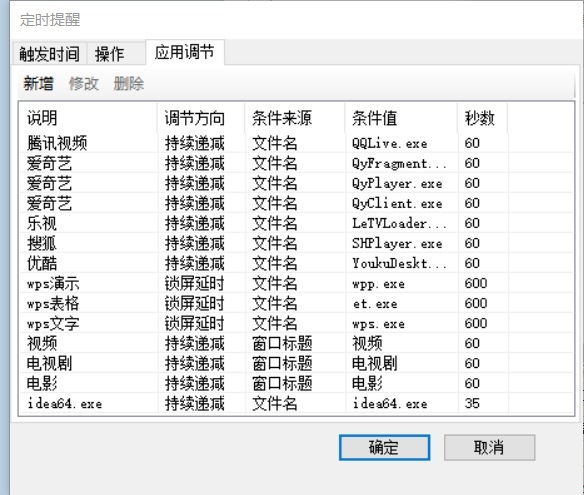 定时提醒
触发时间 操作 应用调节
新增 修改 删除
说明 调节方向 条件来源 条件值 秒数
腾讯视频 持续递减 文件名 QQLive.exe 60
爱奇艺 持续递减 文件名 QyFragment... 60
爱奇艺 持续递减 文件名 QyPlayer.exe 60
爱奇艺 持续递减 文件名 QyClient.exe 60
乐视 持续递减 文件名 LeTVLoader... 60
搜狐 持续递减 文件名 SHPlayer.exe 60
优酷 持续递减 文件名 YoukuDeskt... 60
wps演示 锁屏延时 文件名 wpp.exe 600
wps表格 锁屏延时 文件名 et.exe 600
wps文字 锁屏延时 文件名 wps.exe 600
视频 持续递减 窗口标题 视频 60
电视剧 持续递减 窗口标题 电视剧 60
电影 持续递减 窗口标题 电影 60
idea64.exe 持续递减 文件名 idea64.exe 35
确定 取消